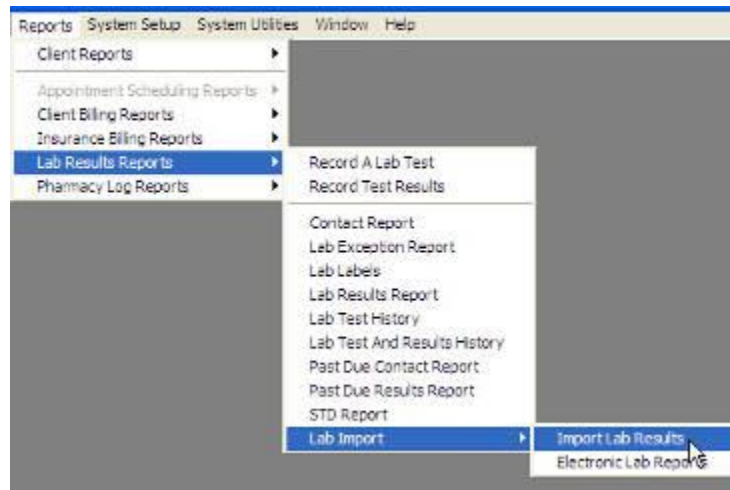 Reports System Setup System Utilities Window Help
Client Reports
Appointment Scheduling Reports
Client Billing Reports
Insurance Billing Reports
Lab Results Reports
Pharmacy Log Reports
Record A Lab Test
Record Test Results
Contact Report
Lab Exception Report
Lab Labels
Lab Results Report
Lab Test History
Lab Test And Results History
Past Due Contact Report
Past Due Results Report
STD Report
Lab Import
Import Lab Results
Electronic Lab Reports